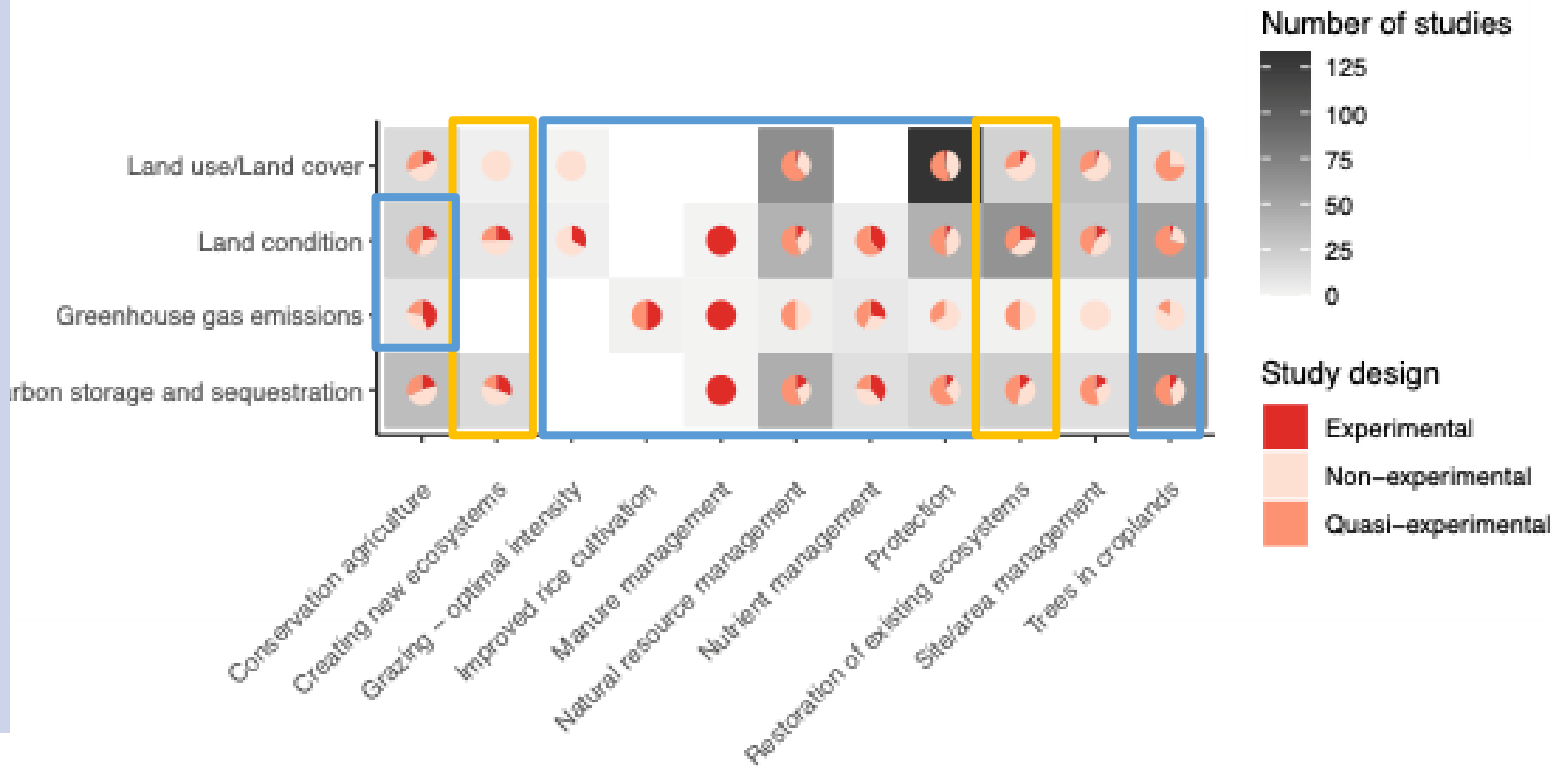 Number of studies
125
100
75
50
25
0
Land use/Land cover
Land condition
Greenhouse gas emissions
rbon storage and sequestration
Conservation agriculture
Creating new ecosystems
Grazing − optimal intensity
Improved rice cultivation
Manure management
Natural resource management
Nutrient management
Protection
Restoration of existing ecosystems
Site/area management
Trees in croplands
Study design
Experimental
Non−experimental
Quasi−experimental